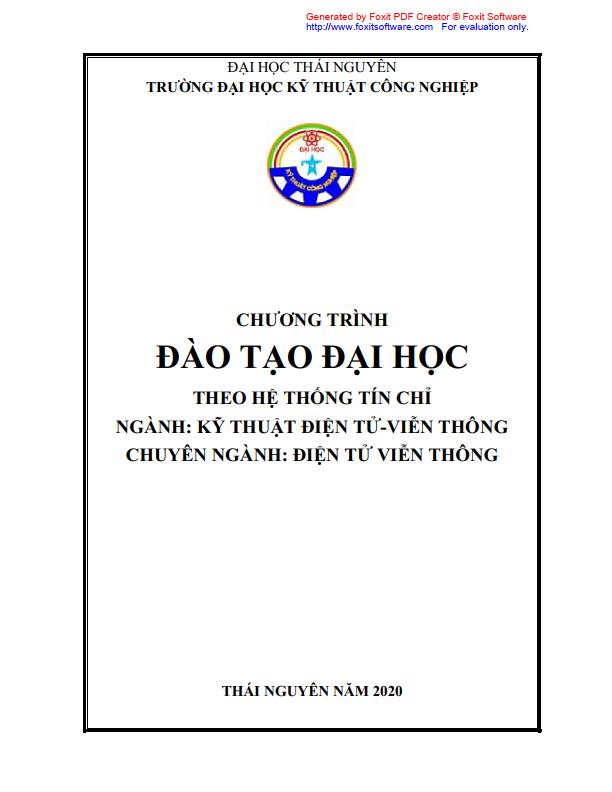 Generated by Foxit PDF Creator © Foxit Software
http://www.foxitsoftware.com For evaluation only.
ĐẠI HỌC THÁI NGUYÊN
TRƯỜNG ĐẠI HỌC KỸ THUẬT CÔNG NGHIỆP
ĐẠI HỌC
KỸ THUẬT CÔNG NGHIỆP
CHƯƠNG TRÌNH
ĐÀO TẠO ĐẠI HỌC
THEO HỆ THỐNG TÍN CHỈ
NGÀNH: KỸ THUẬT ĐIỆN TỬ-VIỄN THÔNG
CHUYÊN NGÀNH: ĐIỆN TỬ VIỄN THÔNG
THÁI NGUYÊN NĂM 2020